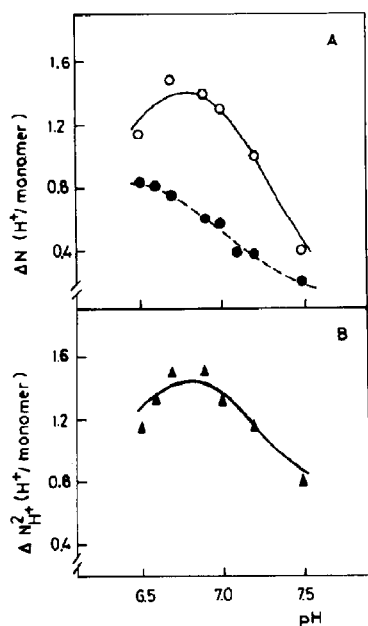 A
1.6
1.2
0.8
0.4
ΔN (H⁺/monomer)
B
1.6
1.2
0.8
0.4
ΔN²H⁺ (H⁺/monomer)
6.5 7.0 7.5
pH